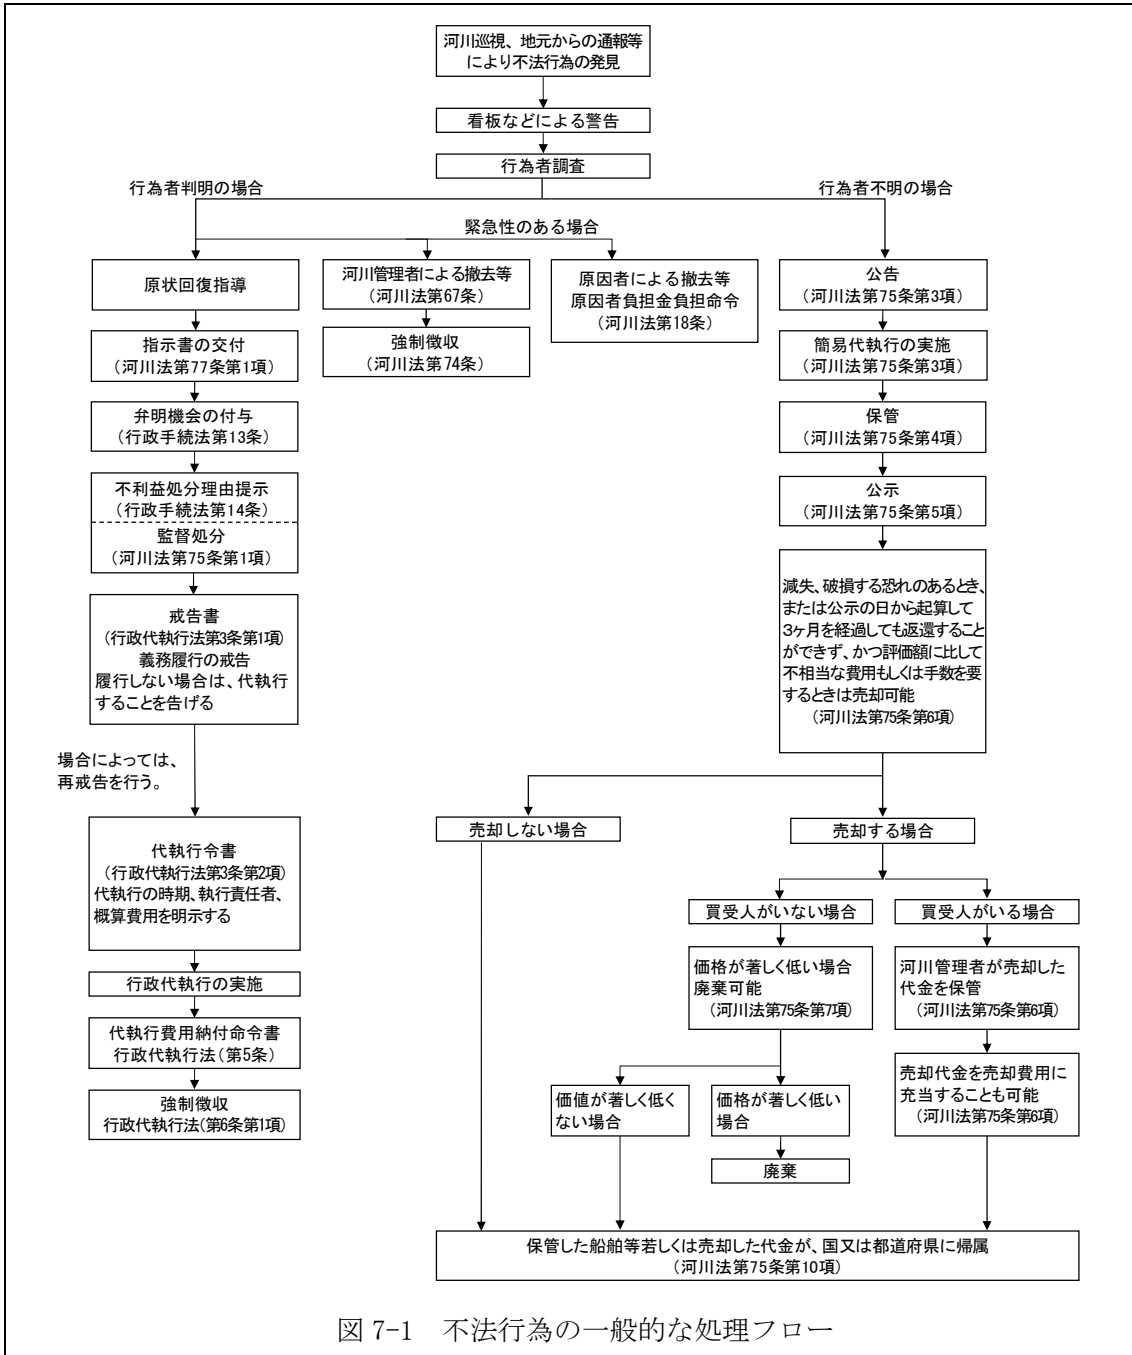 河川巡視、地元からの通報等
により不法行為の発見
看板などによる警告
行為者調査
行為者判明の場合
行為者不明の場合
緊急性のある場合
原状回復指導
河川管理者による撤去等
(河川法第67条)
原因者による撤去等
原因者負担金負担命令
(河川法第18条)
公告
(河川法第75条第3項)
指示書の交付
(河川法第77条第1項)
強制徴収
(河川法第74条)
簡易代執行の実施
(河川法第75条第3項)
弁明機会の付与
(行政手続法第13条)
保管
(河川法第75条第4項)
不利益処分理由提示
(行政手続法第14条)
監督処分
(河川法第75条第1項)
公示
(河川法第75条第5項)
戒告書
(行政代執行法第3条第1項)
義務履行の戒告
履行しない場合は、代執行
することを告げる
減失、破損する恐れのあるとき、
または公示の日から起算して
3ヶ月を経過しても返還すること
ができず、かつ評価額に比して
不相当な費用もしくは手数を要
するときは売却可能
(河川法第75条第6項)
場合によっては、
再戒告を行う。
代執行令書
(行政代執行法第3条第2項)
代執行の時期、執行責任者、
概算費用を明示する
売却しない場合
売却する場合
買受人がいない場合
買受人がいる場合
行政代執行の実施
価格が著しく低い場合
廃棄可能
(河川法第75条第7項)
河川管理者が売却した
代金を保管
(河川法第75条第6項)
代執行費用納付命令書
行政代執行法(第5条)
強制徴収
行政代執行法(第6条第1項)
価値が著しく低く
ない場合
価格が著しく低い
場合
売却代金を売却費用に
充当することも可能
(河川法第75条第6項)
廃棄
保管した船舶等若しくは売却した代金が、国又は都道府県に帰属
(河川法第75条第10項)
図 7-1 不法行為の一般的な処理フロー